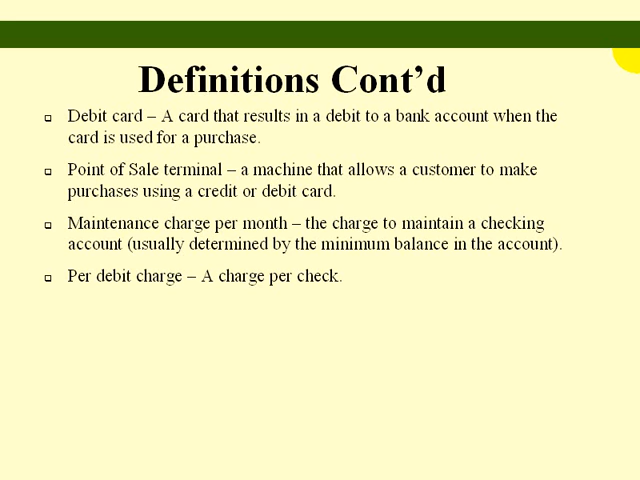 Definitions Cont’d
Debit card – A card that results in a debit to a bank account when the
card is used for a purchase.
Point of Sale terminal – a machine that allows a customer to make
purchases using a credit or debit card.
Maintenance charge per month – the charge to maintain a checking
account (usually determined by the minimum balance in the account).
Per debit charge – A charge per check.